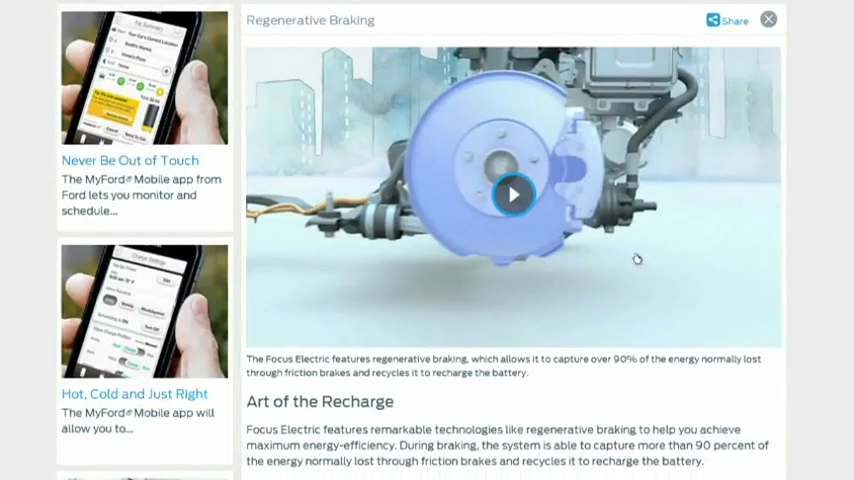 Regenerative Braking
Share
Trip Summary
Never Be Out of Touch
The MyFord® Mobile app from
Ford lets you monitor and
schedule...
Charge Settings
Hot, Cold and Just Right
The MyFord® Mobile app will
allow you to...
The Focus Electric features regenerative braking, which allows it to capture over 90% of the energy normally lost
through friction brakes and recycles it to recharge the battery.
Art of the Recharge
Focus Electric features remarkable technologies like regenerative braking to help you achieve
maximum energy-efficiency. During braking, the system is able to capture more than 90 percent of
the energy normally lost through friction brakes and recycles it to recharge the battery.